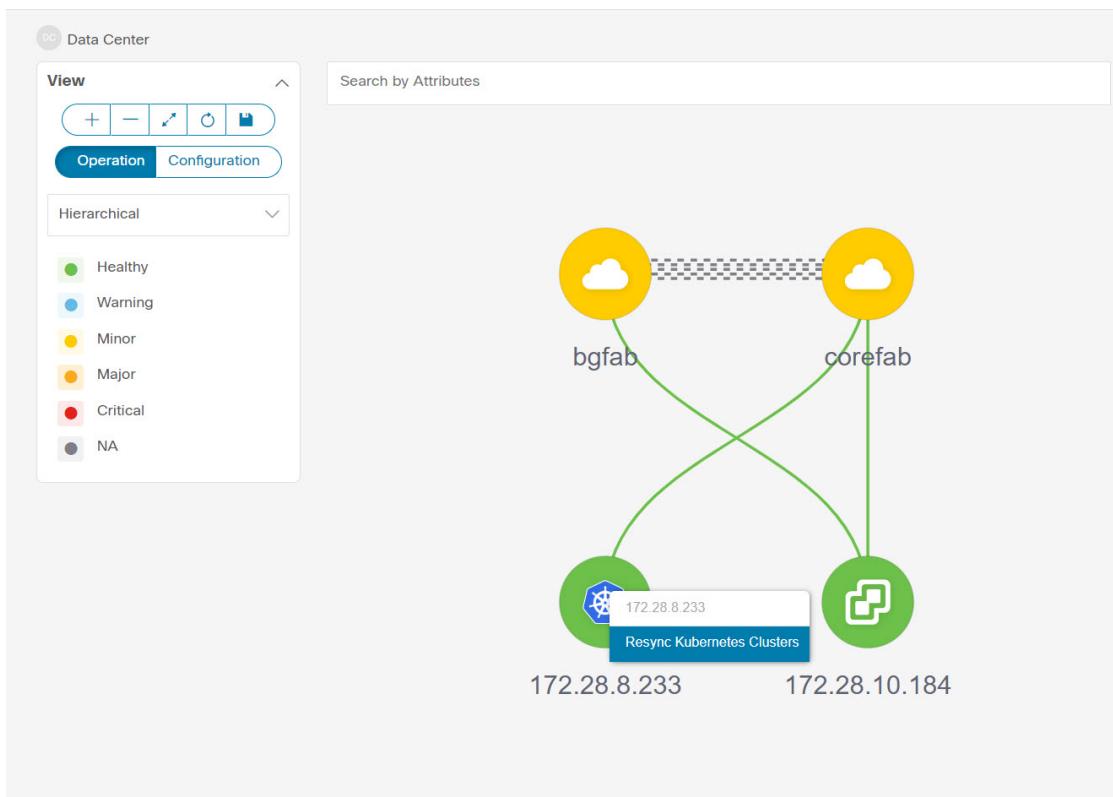 DC Data Center
View
Search by Attributes
Operation Configuration
Hierarchical
Healthy
Warning
Minor
Major
Critical
NA
bgfab corefab
172.28.8.233
Resync Kubernetes Clusters
172.28.8.233 172.28.10.184